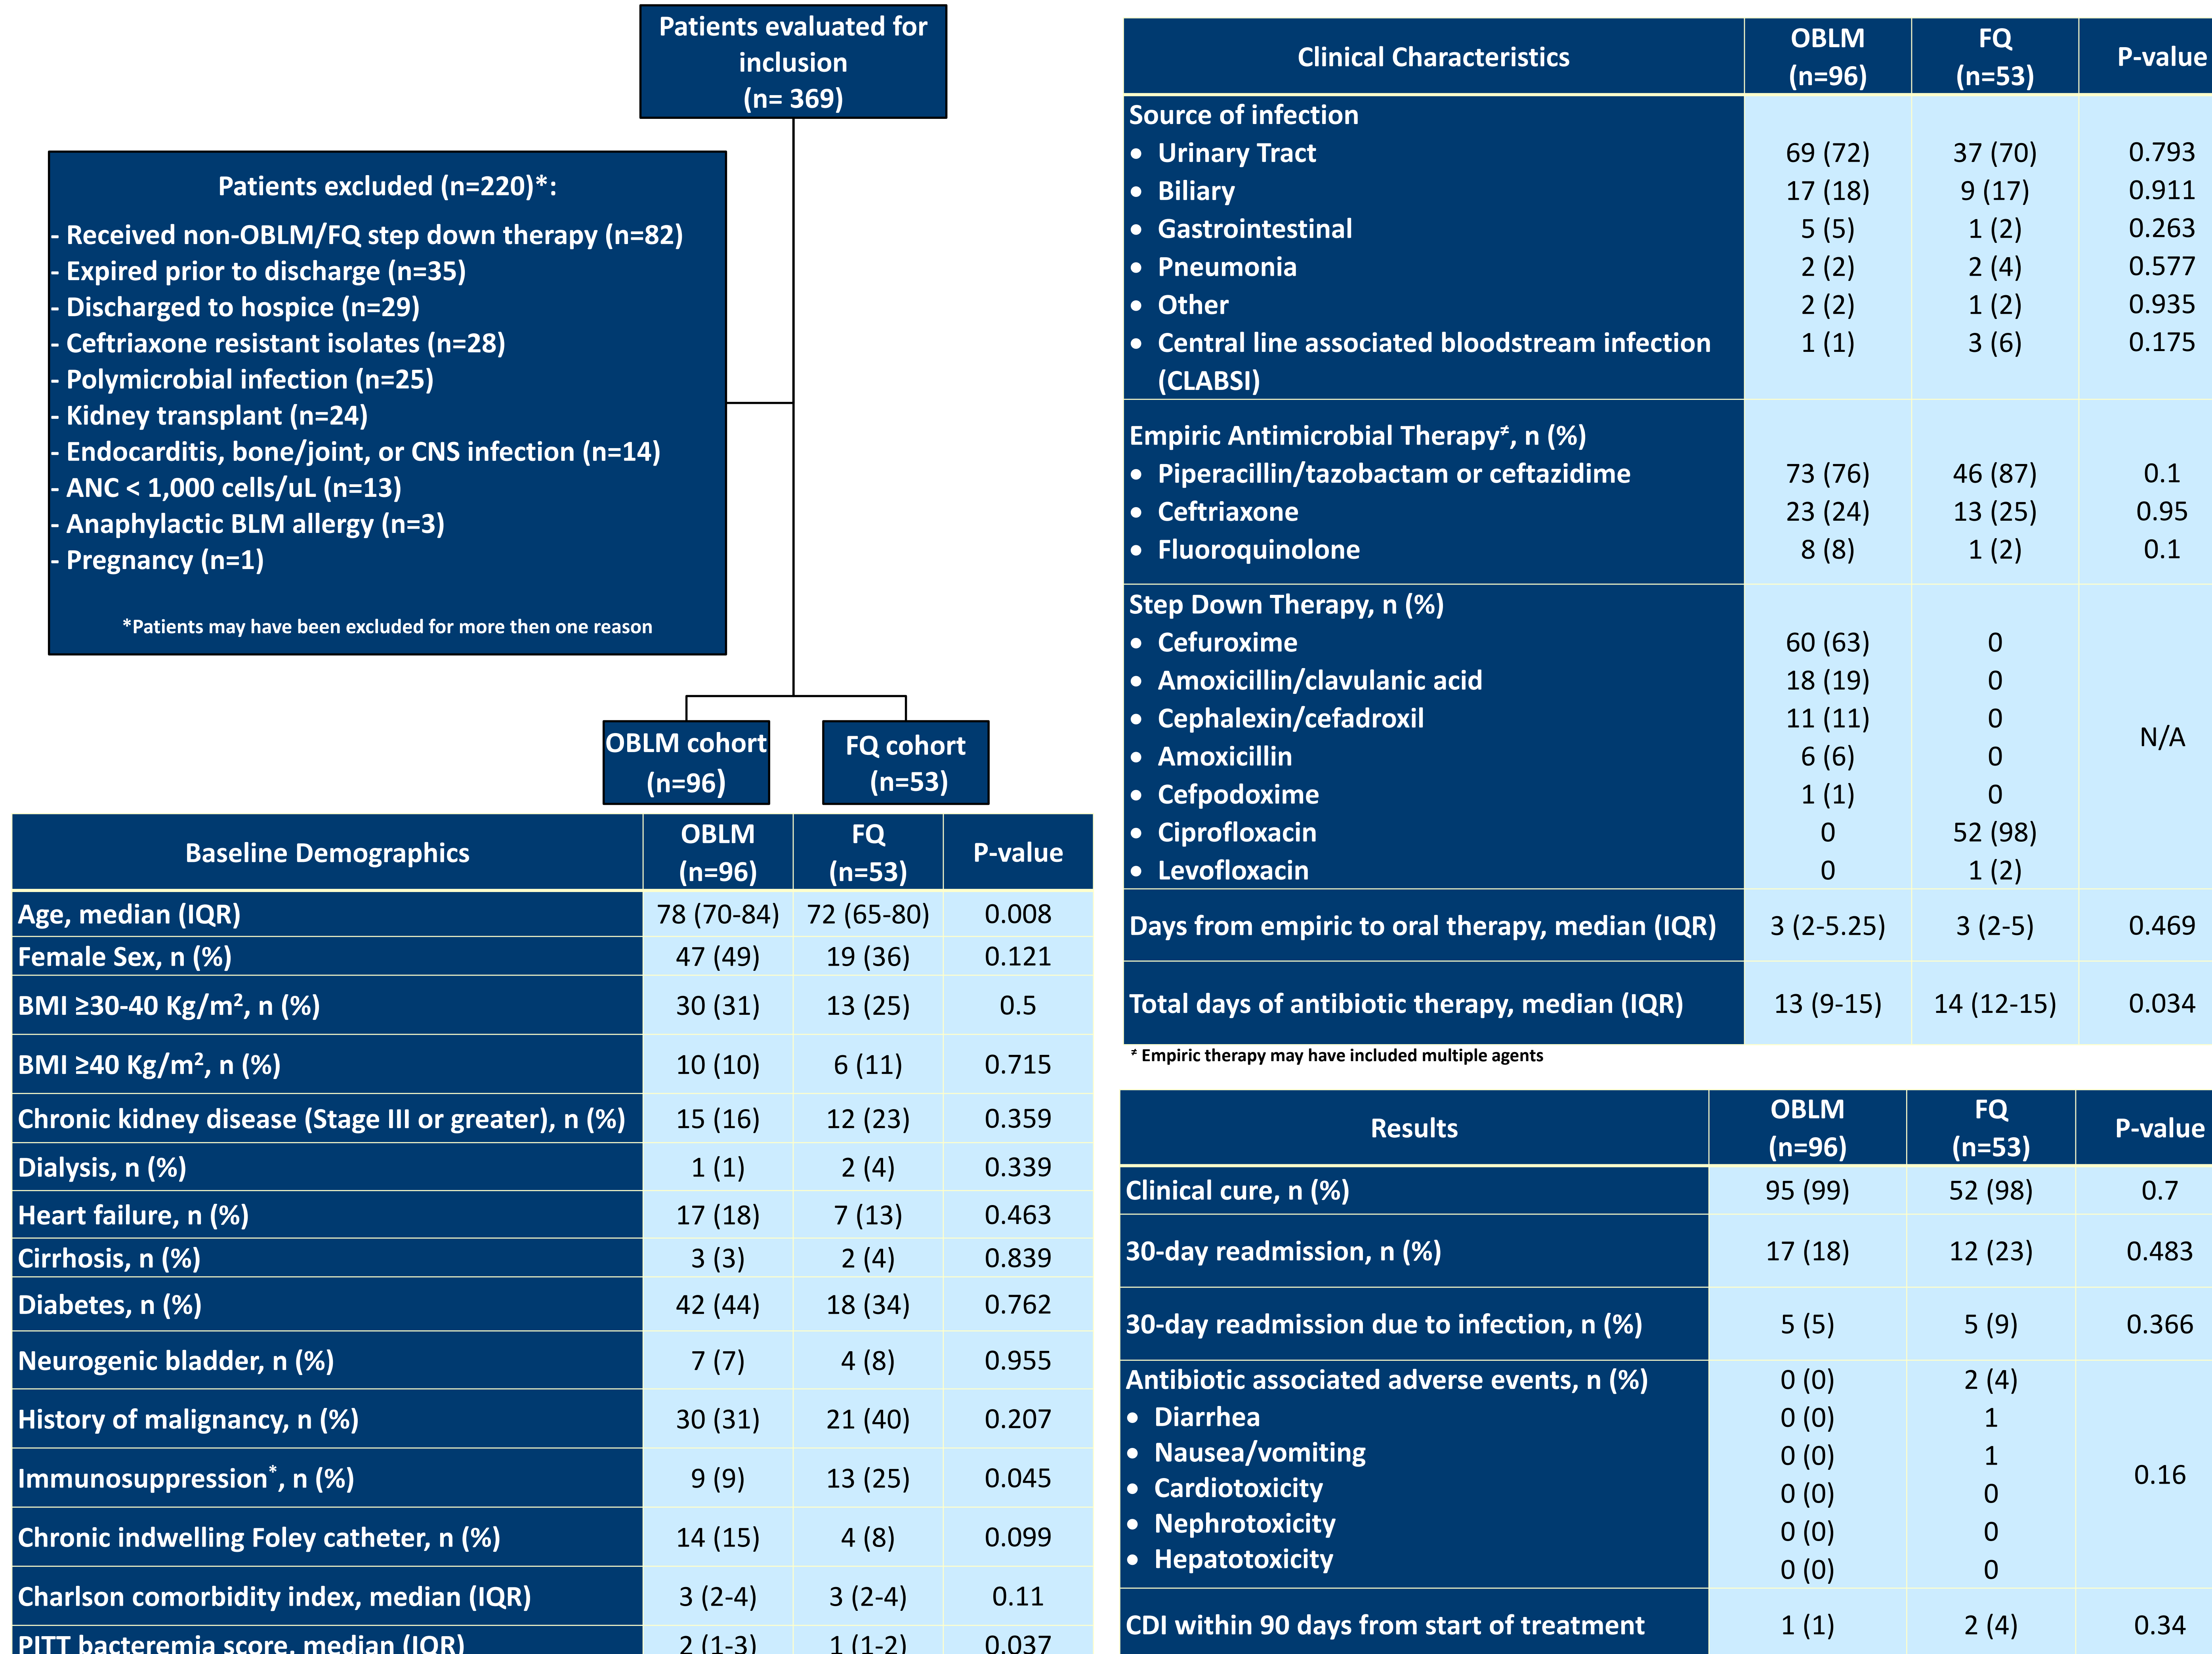 Patients evaluated for
inclusion
(n= 369)
Patients excluded (n=220)*:
- Received non-OBLM/FQ step down therapy (n=82)
- Expired prior to discharge (n=35)
- Discharged to hospice (n=29)
- Ceftriaxone resistant isolates (n=28)
- Polymicrobial infection (n=25)
- Kidney transplant (n=24)
- Endocarditis, bone/joint, or CNS infection (n=14)
- ANC < 1,000 cells/uL (n=13)
- Anaphylactic BLM allergy (n=3)
- Pregnancy (n=1)
*Patients may have been excluded for more then one reason
OBLM cohort
(n=96)
FQ cohort
(n=53)
Baseline Demographics OBLM (n=96) FQ (n=53) P-value
Age, median (IQR) 78 (70-84) 72 (65-80) 0.008
Female Sex, n (%) 47 (49) 19 (36) 0.121
BMI ≥30-40 Kg/m², n (%) 30 (31) 13 (25) 0.5
BMI ≥40 Kg/m², n (%) 10 (10) 6 (11) 0.715
Chronic kidney disease (Stage III or greater), n (%) 15 (16) 12 (23) 0.359
Dialysis, n (%) 1 (1) 2 (4) 0.339
Heart failure, n (%) 17 (18) 7 (13) 0.463
Cirrhosis, n (%) 3 (3) 2 (4) 0.839
Diabetes, n (%) 42 (44) 18 (34) 0.762
Neurogenic bladder, n (%) 7 (7) 4 (8) 0.955
History of malignancy, n (%) 30 (31) 21 (40) 0.207
Immunosuppression*, n (%) 9 (9) 13 (25) 0.045
Chronic indwelling Foley catheter, n (%) 14 (15) 4 (8) 0.099
Charlson comorbidity index, median (IQR) 3 (2-4) 3 (2-4) 0.11
PITT bacteremia score, median (IQR) 2 (1-3) 1 (1-2) 0.037
Clinical Characteristics OBLM (n=96) FQ (n=53) P-value
Source of infection
• Urinary Tract 69 (72) 37 (70) 0.793
• Biliary 17 (18) 9 (17) 0.911
• Gastrointestinal 5 (5) 1 (2) 0.263
• Pneumonia 2 (2) 2 (4) 0.577
• Other 2 (2) 1 (2) 0.935
• Central line associated bloodstream infection 1 (1) 3 (6) 0.175
(CLABSI)
Empiric Antimicrobial Therapy≠, n (%)
• Piperacillin/tazobactam or ceftazidime 73 (76) 46 (87) 0.1
• Ceftriaxone 23 (24) 13 (25) 0.95
• Fluoroquinolone 8 (8) 1 (2) 0.1
Step Down Therapy, n (%)
• Cefuroxime 60 (63) 0
• Amoxicillin/clavulanic acid 18 (19) 0
• Cephalexin/cefadroxil 11 (11) 0
N/A
• Amoxicillin 6 (6) 0
• Cefpodoxime 1 (1) 0
• Ciprofloxacin 0 52 (98)
• Levofloxacin 0 1 (2)
Days from empiric to oral therapy, median (IQR) 3 (2-5.25) 3 (2-5) 0.469
Total days of antibiotic therapy, median (IQR) 13 (9-15) 14 (12-15) 0.034
≠ Empiric therapy may have included multiple agents
Results OBLM (n=96) FQ (n=53) P-value
Clinical cure, n (%) 95 (99) 52 (98) 0.7
30-day readmission, n (%) 17 (18) 12 (23) 0.483
30-day readmission due to infection, n (%) 5 (5) 5 (9) 0.366
Antibiotic associated adverse events, n (%) 0 (0) 2 (4)
• Diarrhea 0 (0) 1
• Nausea/vomiting 0 (0) 1
0.16
• Cardiotoxicity 0 (0) 0
• Nephrotoxicity 0 (0) 0
• Hepatotoxicity 0 (0) 0
CDI within 90 days from start of treatment 1 (1) 2 (4) 0.34